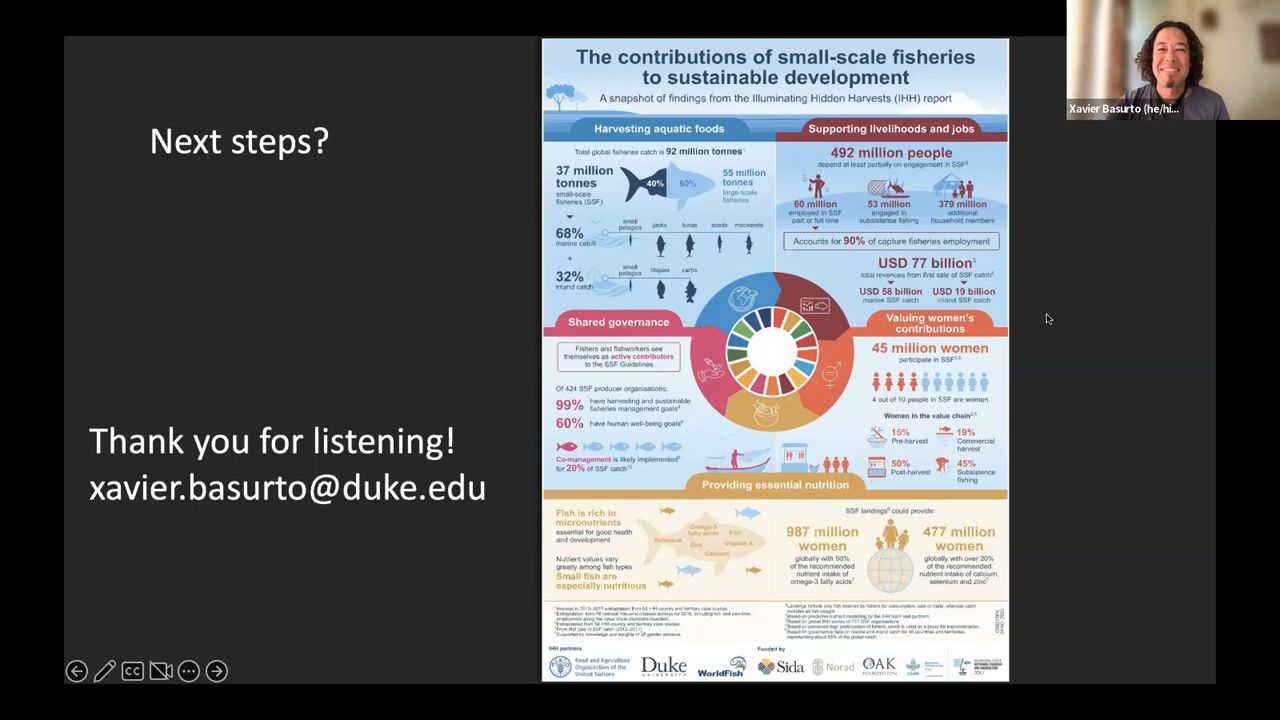 Next steps?
Thank you for listening!
xavier.basurto@duke.edu
Xavier Basurto (he/hi...
The contributions of small-scale fisheries
to sustainable development
A snapshot of findings from the Illuminating Hidden Harvests (IHH) report
Harvesting aquatic foods
Total global fisheries catch is 92 million tonnes¹
37 million
tonnes
small-scale
fisheries (SSF)
40%
60%
55 million
tonnes
large-scale
fisheries
68%
marine catch
small
pelagics
jacks
tunas
scads
mackerels
+
32%
inland catch
small
pelagics
tilapias
carps
Supporting livelihoods and jobs
492 million people
depend at least partially on engagement in SSF²
60 million
employed in SSF
part or full time
53 million
engaged in
subsistence fishing
379 million
additional
household members
Accounts for 90% of capture fisheries employment
USD 77 billion³
total revenues from first sale of SSF catch⁴
USD 58 billion
marine SSF catch
USD 19 billion
inland SSF catch
Shared governance
Fishers and fishworkers see
themselves as active contributors
to the SSF Guidelines
Of 424 SSF producer organisations:
99%
have harvesting and sustainable
fisheries management goals
60%
have human well-being goals
Co-management is likely implemented
for 20% of SSF catch
Valuing women's
contributions
45 million women
participate in SSF
4 out of 10 people in SSF are women
Women in the value chain
15%
Pre-harvest
19%
Commercial
harvest
50%
Post-harvest
45%
Subsistence
fishing
Providing essential nutrition
Fish is rich in
micronutrients
essential for good health
and development
Nutrient values vary
greatly among fish types
Small fish are
especially nutritious
Selenium
Omega-3
fatty acids
Zinc
Iron
Vitamin A
Calcium
SSF landings could provide:
987 million
women
globally with 50%
of the recommended
nutrient intake of
omega-3 fatty acids
477 million
women
globally with over 20%
of the recommended
nutrient intake of calcium,
selenium and zinc
IHH partners
Food and Agriculture
Organization of the
United Nations
Duke
UNIVERSITY
WorldFish
Funded by
Sida
Norad
OAK
FOUNDATION
CGIAR
CC